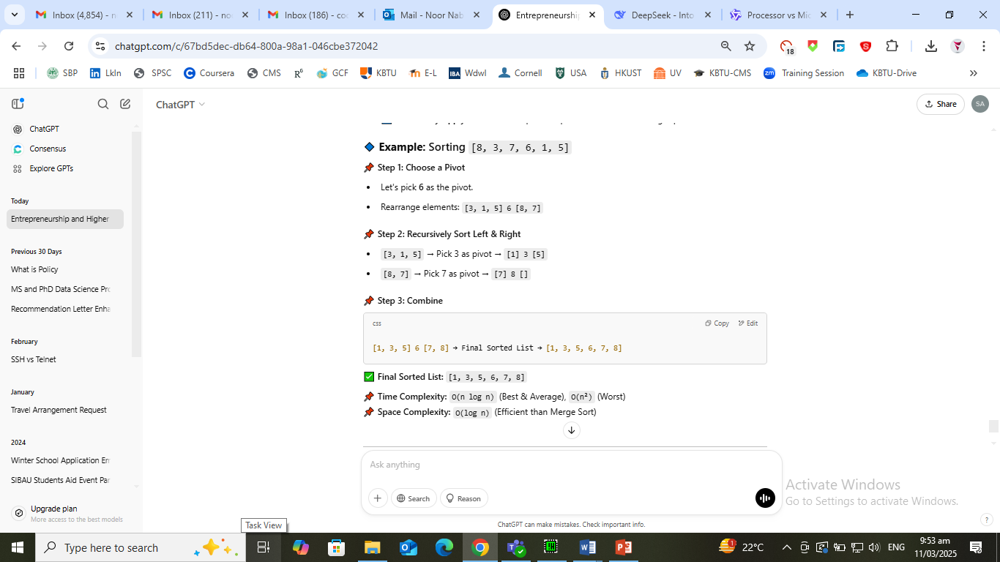 Inbox (4,854) - n
Inbox (211) - no
Inbox (186) - co
Mail - Noor Nab
Entrepreneurship
DeepSeek - Into
Processor vs Mic
chatgpt.com/c/67bd5dec-db64-800a-98a1-046cbe372042
18
SBP
LkIn
SPSC
Coursera
CMS
GCF
KBTU
E-L
IBA Wdwl
Cornell
USA
HKUST
UV
KBTU-CMS
zm Training Session
KBTU-Drive
ChatGPT
Share
SA
ChatGPT
Consensus
Explore GPTs
Today
Entrepreneurship and Higher
Previous 30 Days
What is Policy
MS and PhD Data Science Pro
Recommendation Letter Enha
February
SSH vs Telnet
January
Travel Arrangement Request
2024
Winter School Application Em
SIBAU Students Aid Event Par
Upgrade plan
More access to the best models
Example: Sorting [8, 3, 7, 6, 1, 5]
Step 1: Choose a Pivot
• Let's pick 6 as the pivot.
• Rearrange elements: [3, 1, 5] 6 [8, 7]
Step 2: Recursively Sort Left & Right
• [3, 1, 5] → Pick 3 as pivot → [1] 3 [5]
• [8, 7] → Pick 7 as pivot → [7] 8 []
Step 3: Combine
css
Copy
Edit
[1, 3, 5] 6 [7, 8] → Final Sorted List → [1, 3, 5, 6, 7, 8]
Final Sorted List: [1, 3, 5, 6, 7, 8]
Time Complexity: O(n log n) (Best & Average), O(n²) (Worst)
Space Complexity: O(log n) (Efficient than Merge Sort)
Ask anything
Search
Reason
ChatGPT can make mistakes. Check important info.
Activate Windows
Go to Settings to activate Windows.
?
Task View
Type here to search
1
22°C
ENG
9:53 am
11/03/2025